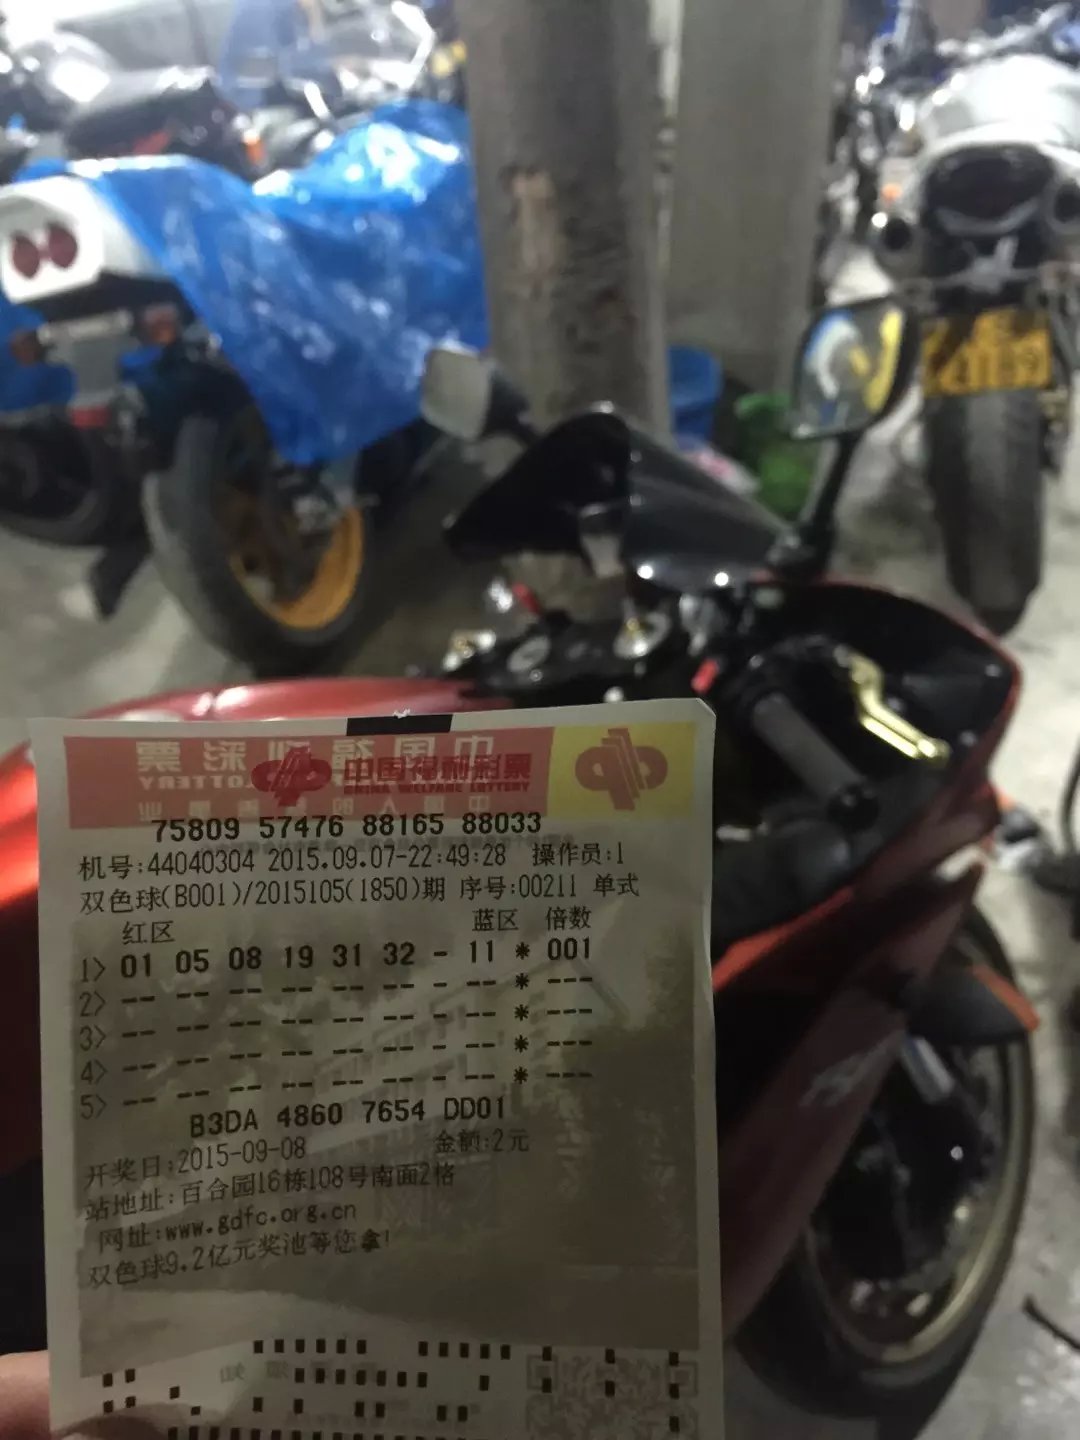 中国福利彩票
CHINA WELFARE LOTTERY
75809 57476 88165 88033
机号:44040304 2015.09.07-22:49:28 操作员:1
双色球(B001)/2015105(1850)期 序号:00211 单式
红区 蓝区 倍数
1> 01 05 08 19 31 32 - 11 * 001
2> -- -- -- -- -- -- - -- * ---
3> -- -- -- -- -- -- - -- * ---
4> -- -- -- -- -- -- - -- * ---
5> -- -- -- -- -- -- - -- * ---
B3DA 4860 7654 DD01
开奖日:2015-09-08 金额:2元
站地址:百合园16栋108号南面2格
网址:www.gdfc.org.cn
双色球9.2亿元奖池等您拿!